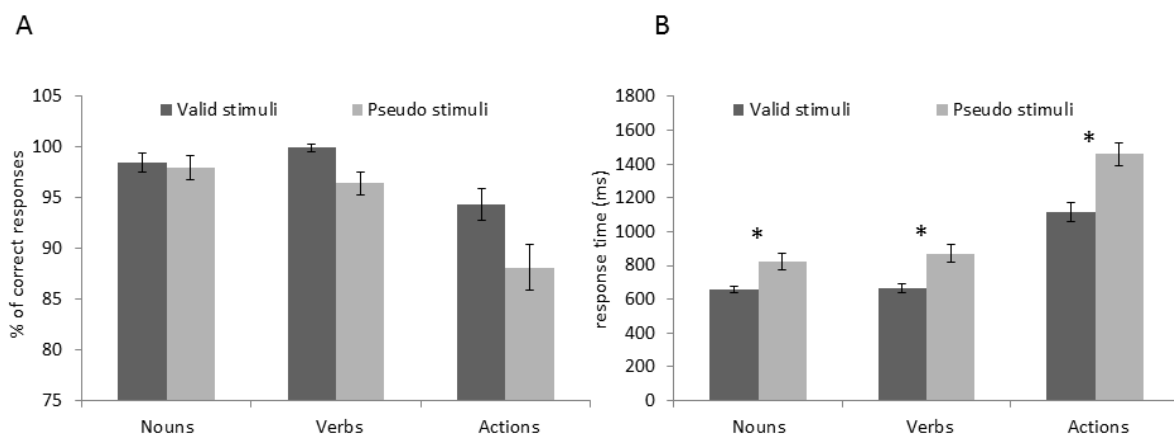 A
105
100
95
90
85
80
75
% of correct responses
Valid stimuli
Pseudo stimuli
Nouns
Verbs
Actions
B
1800
1600
1400
1200
1000
800
600
400
200
0
response time (ms)
Valid stimuli
Pseudo stimuli
*
*
*
Nouns
Verbs
Actions